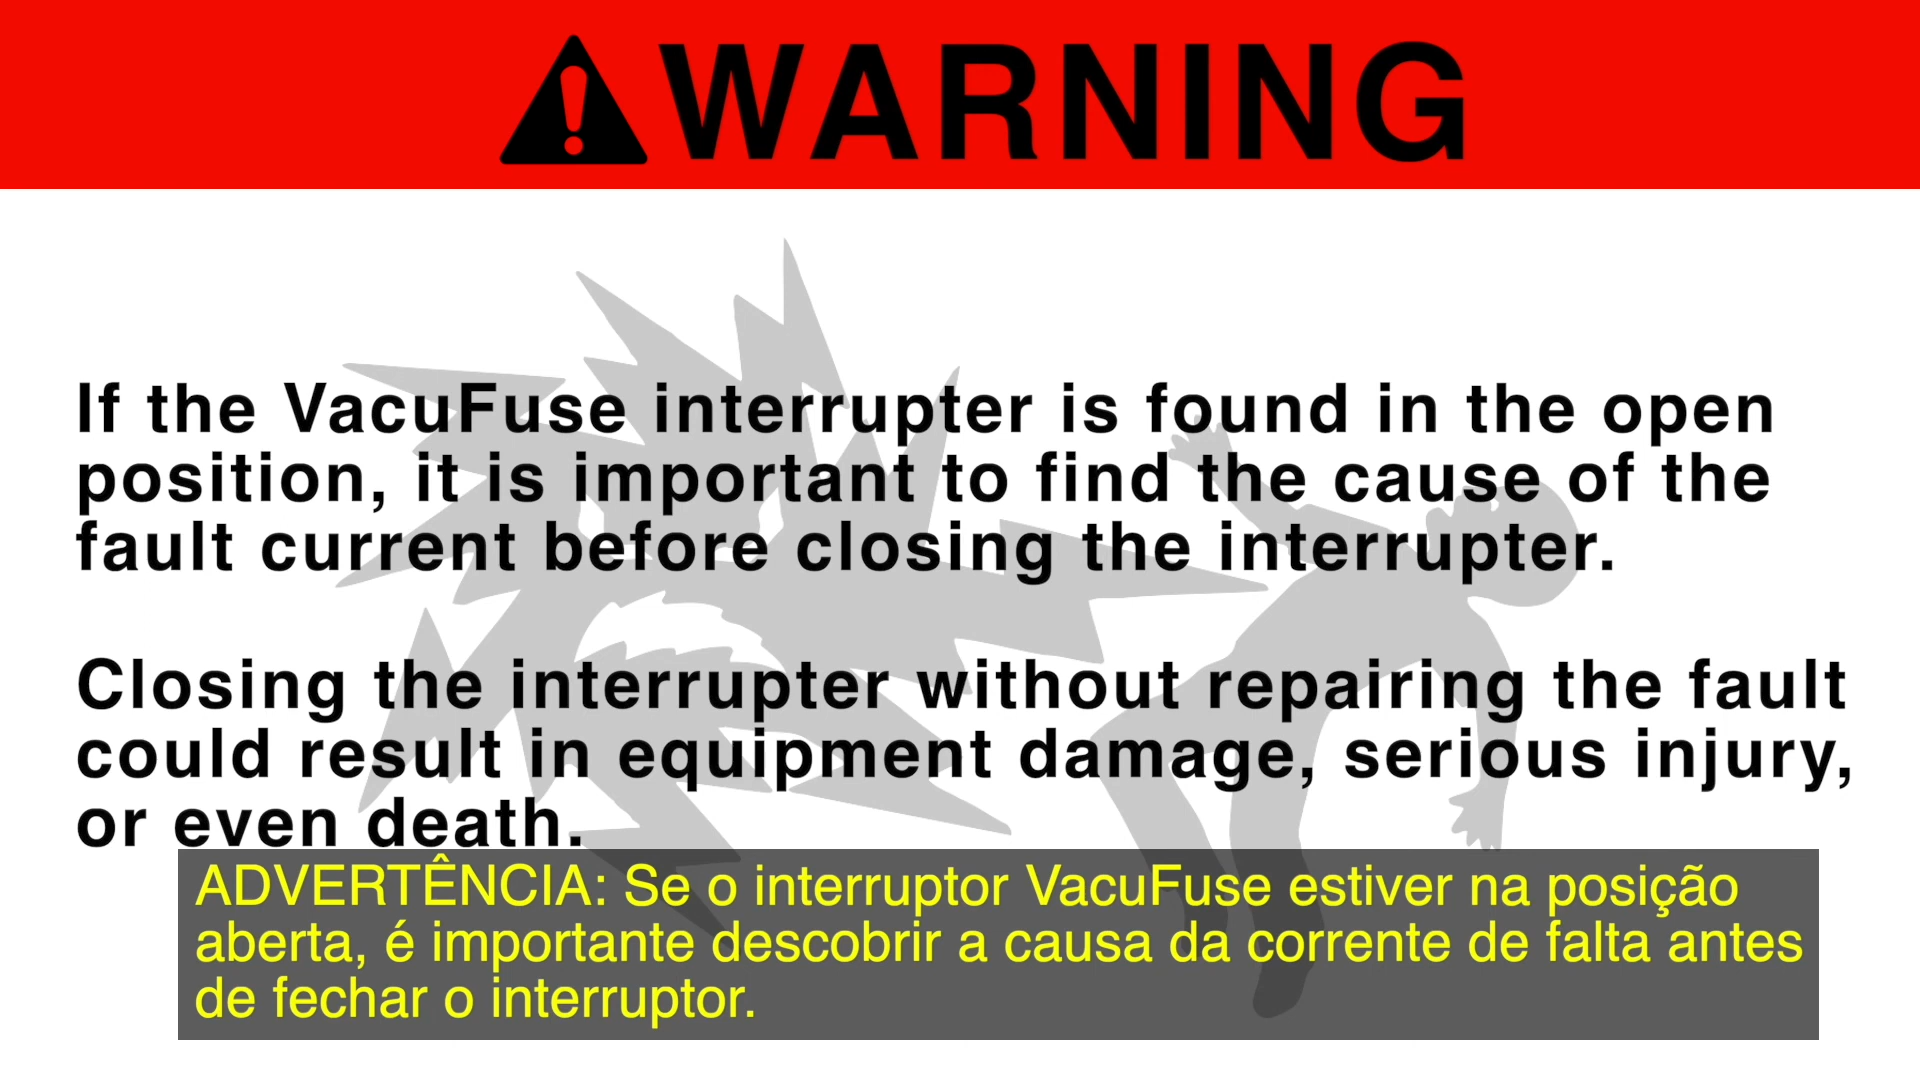 WARNING
If the VacuFuse interrupter is found in the open
position, it is important to find the cause of the
fault current before closing the interrupter.
Closing the interrupter without repairing the fault
could result in equipment damage, serious injury,
or even death.
ADVERTÊNCIA: Se o interruptor VacuFuse estiver na posição
aberta, é importante descobrir a causa da corrente de falta antes
de fechar o interruptor.